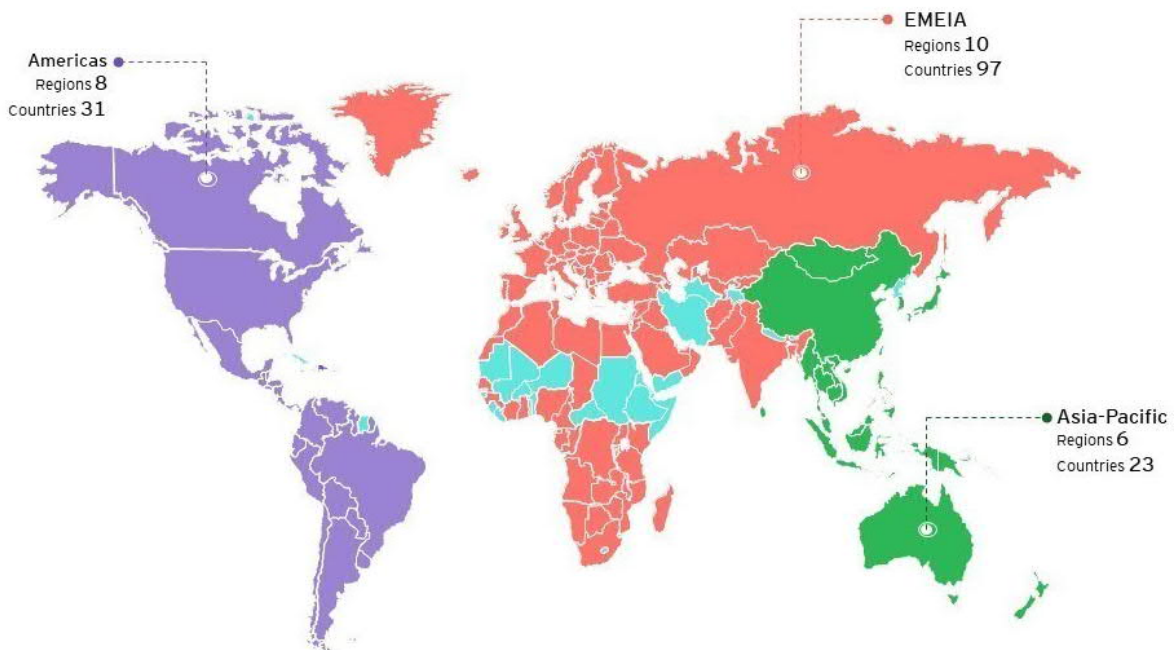 Americas
Regions 8
Countries 31
EMEIA
Regions 10
Countries 97
Asia-Pacific
Regions 6
Countries 23